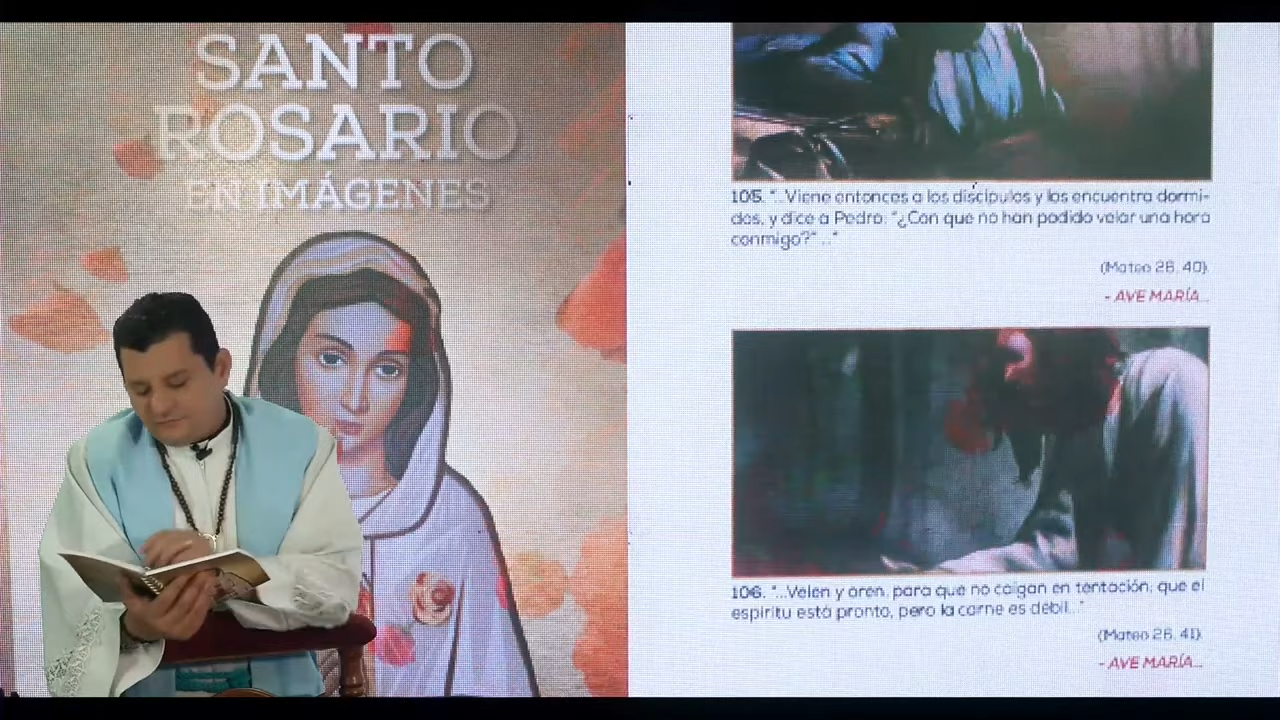 SANTO
ROSARIO
EN IMÁGENES
105. "...Viene entonces a los discípulos y los encuentra dormi-
dos, y dice a Pedro: "¿Con que no han podido velar una hora
conmigo?" ..."
(Mateo 26, 40).
- AVE MARÍA...
106. "...Velen y oren, para que no caigan en tentación; que el
espíritu está pronto, pero la carne es débil..."
(Mateo 26, 41).
- AVE MARÍA...